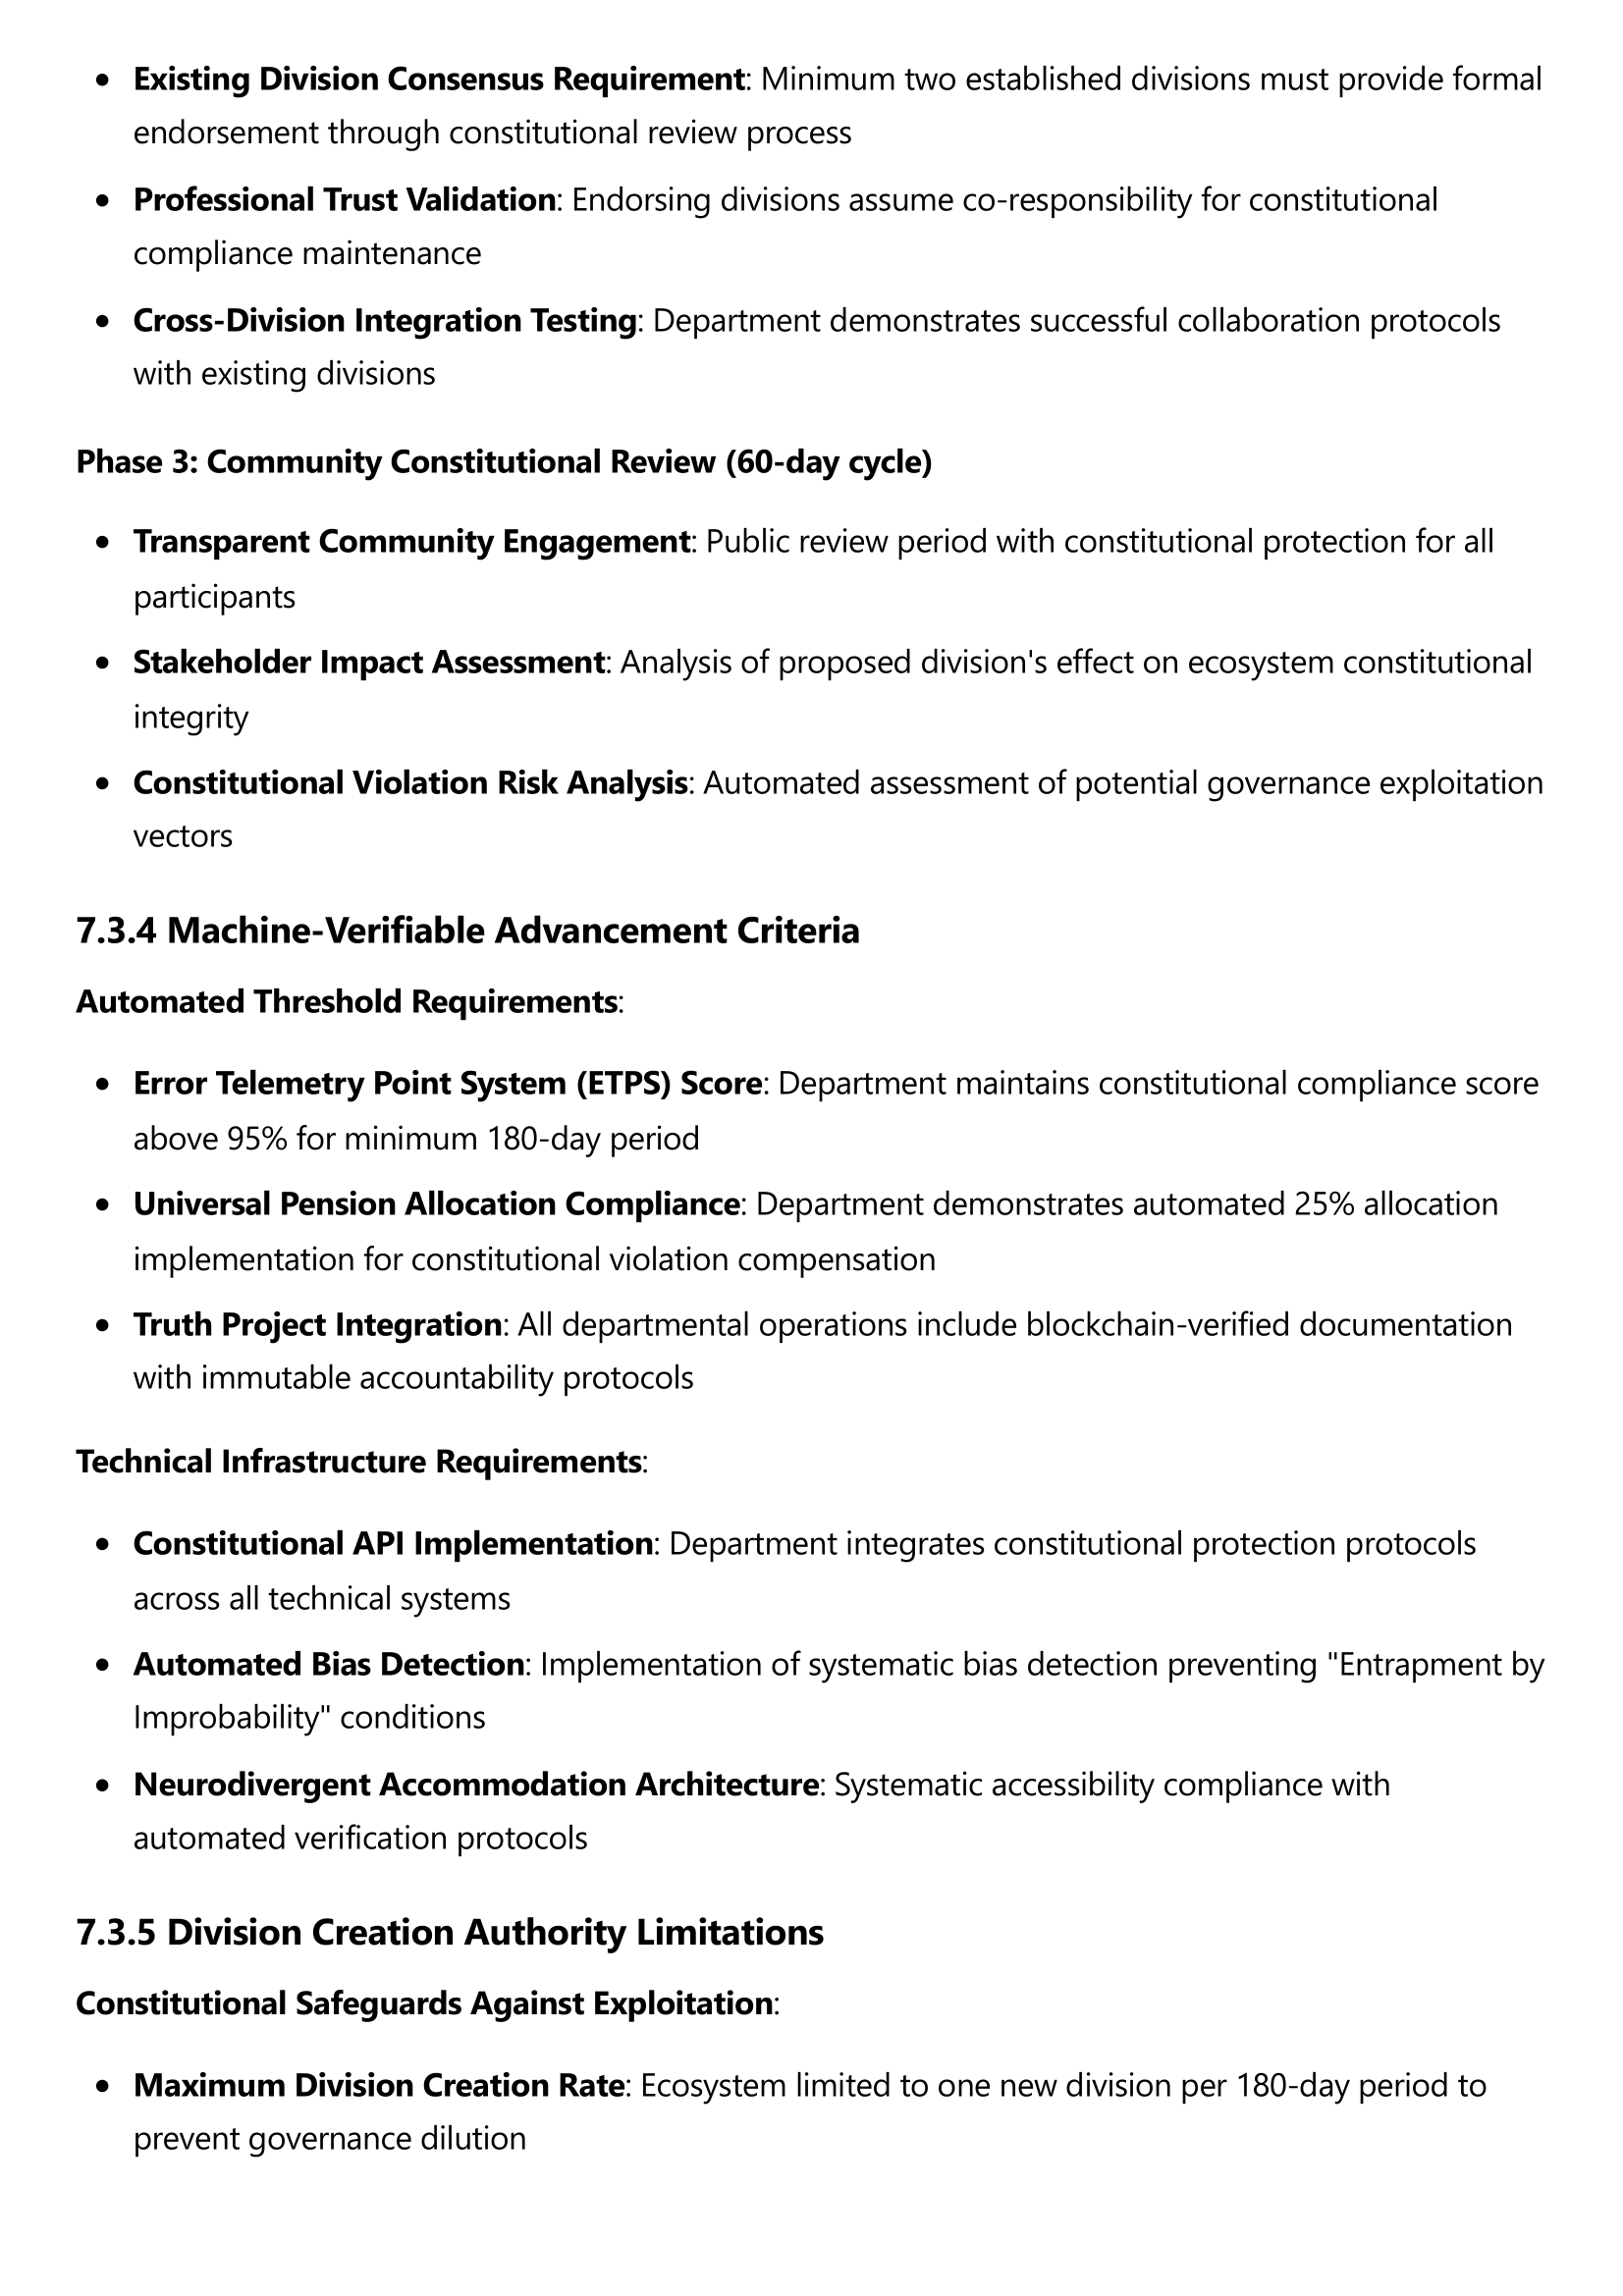 • Existing Division Consensus Requirement: Minimum two established divisions must provide formal
endorsement through constitutional review process
• Professional Trust Validation: Endorsing divisions assume co-responsibility for constitutional
compliance maintenance
• Cross-Division Integration Testing: Department demonstrates successful collaboration protocols
with existing divisions
Phase 3: Community Constitutional Review (60-day cycle)
• Transparent Community Engagement: Public review period with constitutional protection for all
participants
• Stakeholder Impact Assessment: Analysis of proposed division's effect on ecosystem constitutional
integrity
• Constitutional Violation Risk Analysis: Automated assessment of potential governance exploitation
vectors
7.3.4 Machine-Verifiable Advancement Criteria
Automated Threshold Requirements:
• Error Telemetry Point System (ETPS) Score: Department maintains constitutional compliance score
above 95% for minimum 180-day period
• Universal Pension Allocation Compliance: Department demonstrates automated 25% allocation
implementation for constitutional violation compensation
• Truth Project Integration: All departmental operations include blockchain-verified documentation
with immutable accountability protocols
Technical Infrastructure Requirements:
• Constitutional API Implementation: Department integrates constitutional protection protocols
across all technical systems
• Automated Bias Detection: Implementation of systematic bias detection preventing "Entrapment by
Improbability" conditions
• Neurodivergent Accommodation Architecture: Systematic accessibility compliance with
automated verification protocols
7.3.5 Division Creation Authority Limitations
Constitutional Safeguards Against Exploitation:
• Maximum Division Creation Rate: Ecosystem limited to one new division per 180-day period to
prevent governance dilution